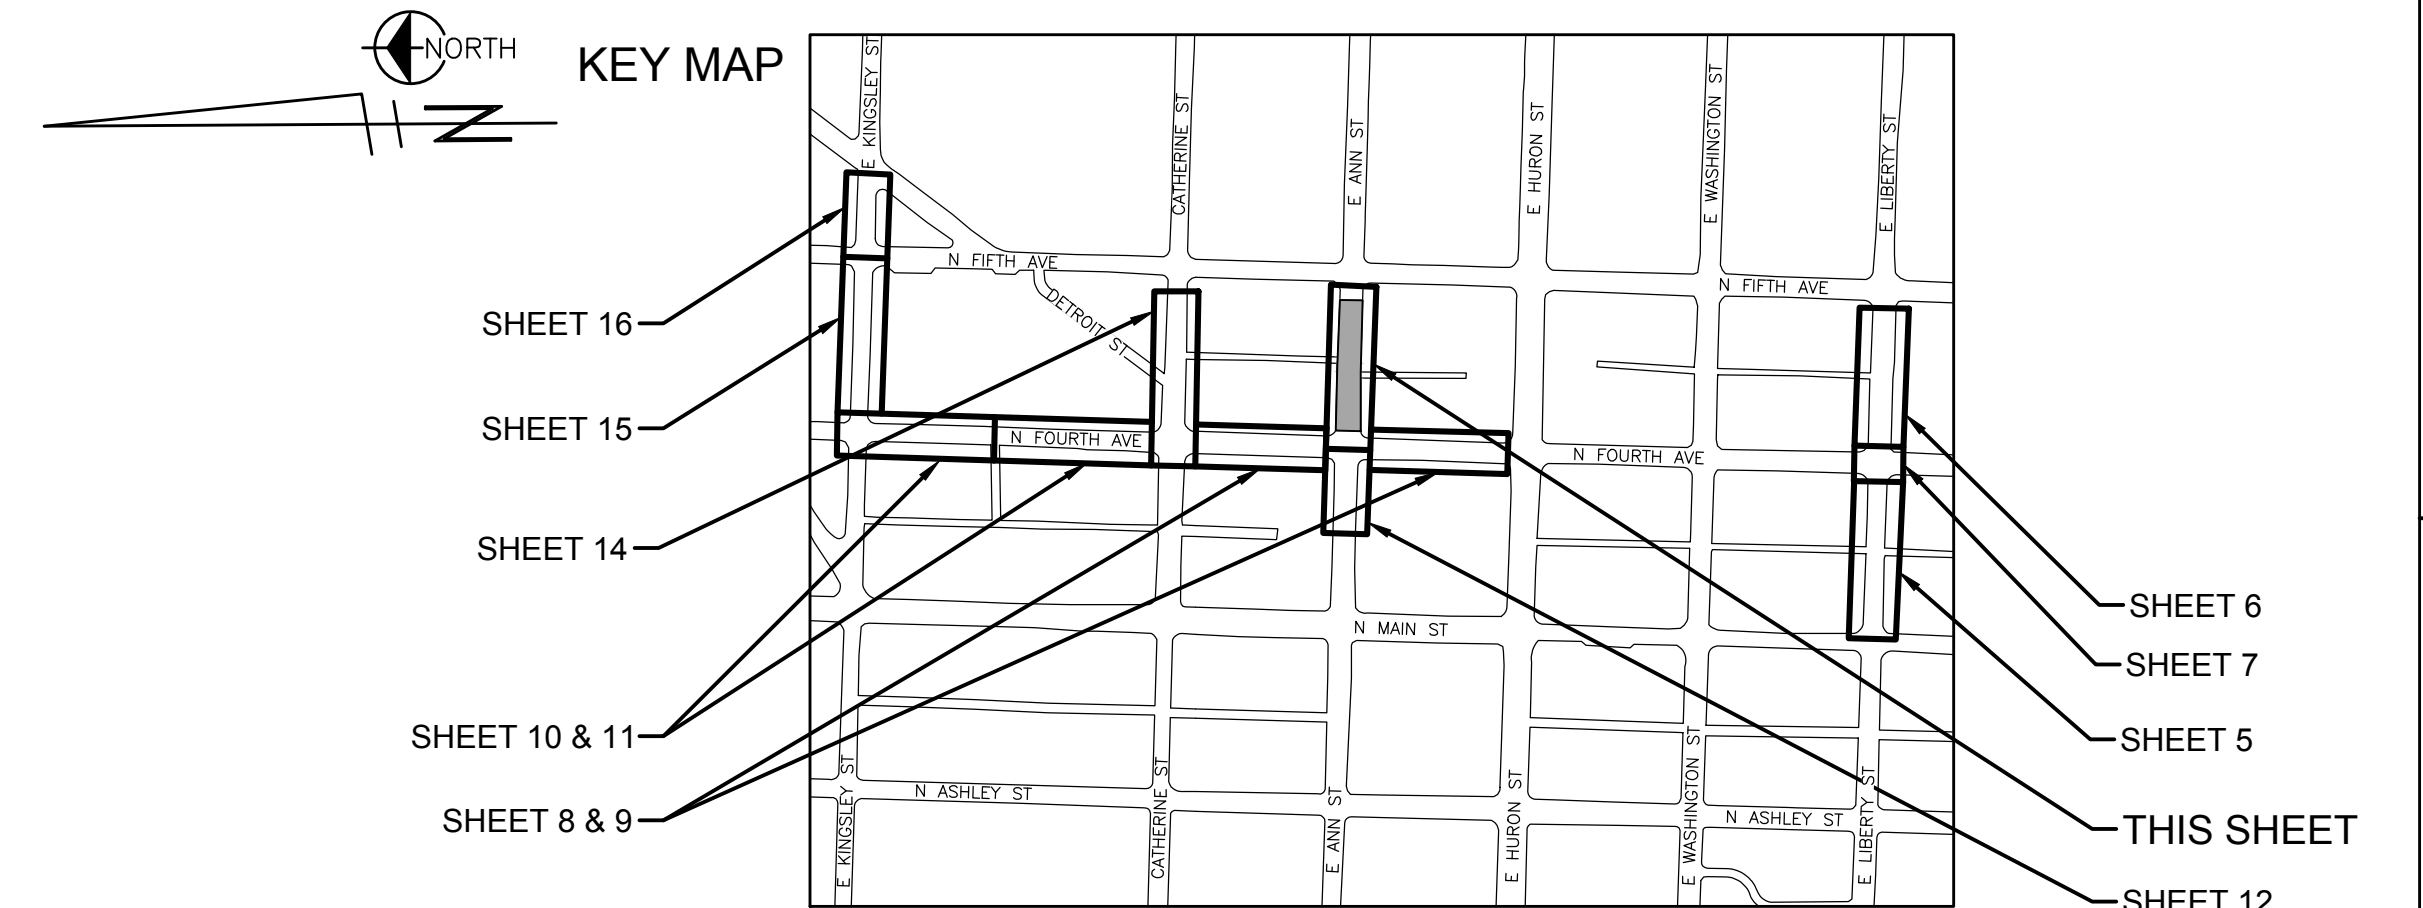 NORTH
KEY MAP
N
E KINGSLEY ST
CATHERINE ST
E ANN ST
E HURON ST
E WASHINGTON ST
E LIBERTY ST
N FIFTH AVE
N FIFTH AVE
DETROIT ST
SHEET 16
SHEET 15
N FOURTH AVE
N FOURTH AVE
SHEET 14
SHEET 6
N MAIN ST
SHEET 7
SHEET 10 & 11
SHEET 5
N ASHLEY ST
N ASHLEY ST
SHEET 8 & 9
THIS SHEET
E KINGSLEY ST
CATHERINE ST
E ANN ST
E HURON ST
E WASHINGTON ST
E LIBERTY ST
SHEET 12